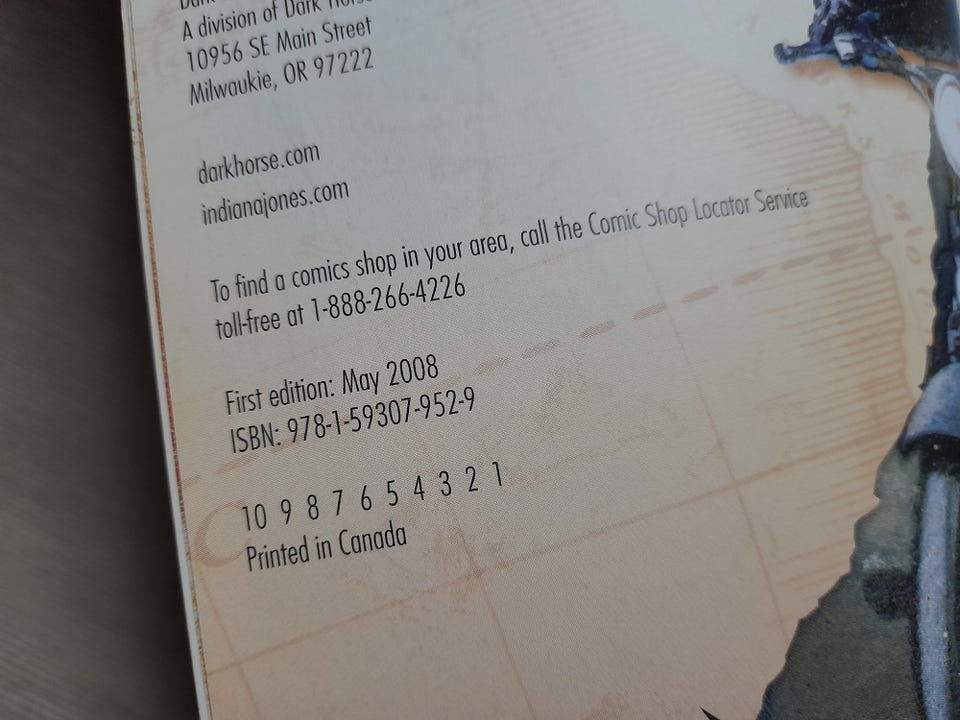 A division of Dark Horse
10956 SE Main Street
Milwaukie, OR 97222
darkhorse.com
indianajones.com
To find a comics shop in your area, call the Comic Shop Locator Service
toll-free at 1-888-266-4226
First edition: May 2008
ISBN: 978-1-59307-952-9
10 9 8 7 6 5 4 3 2 1
Printed in Canada